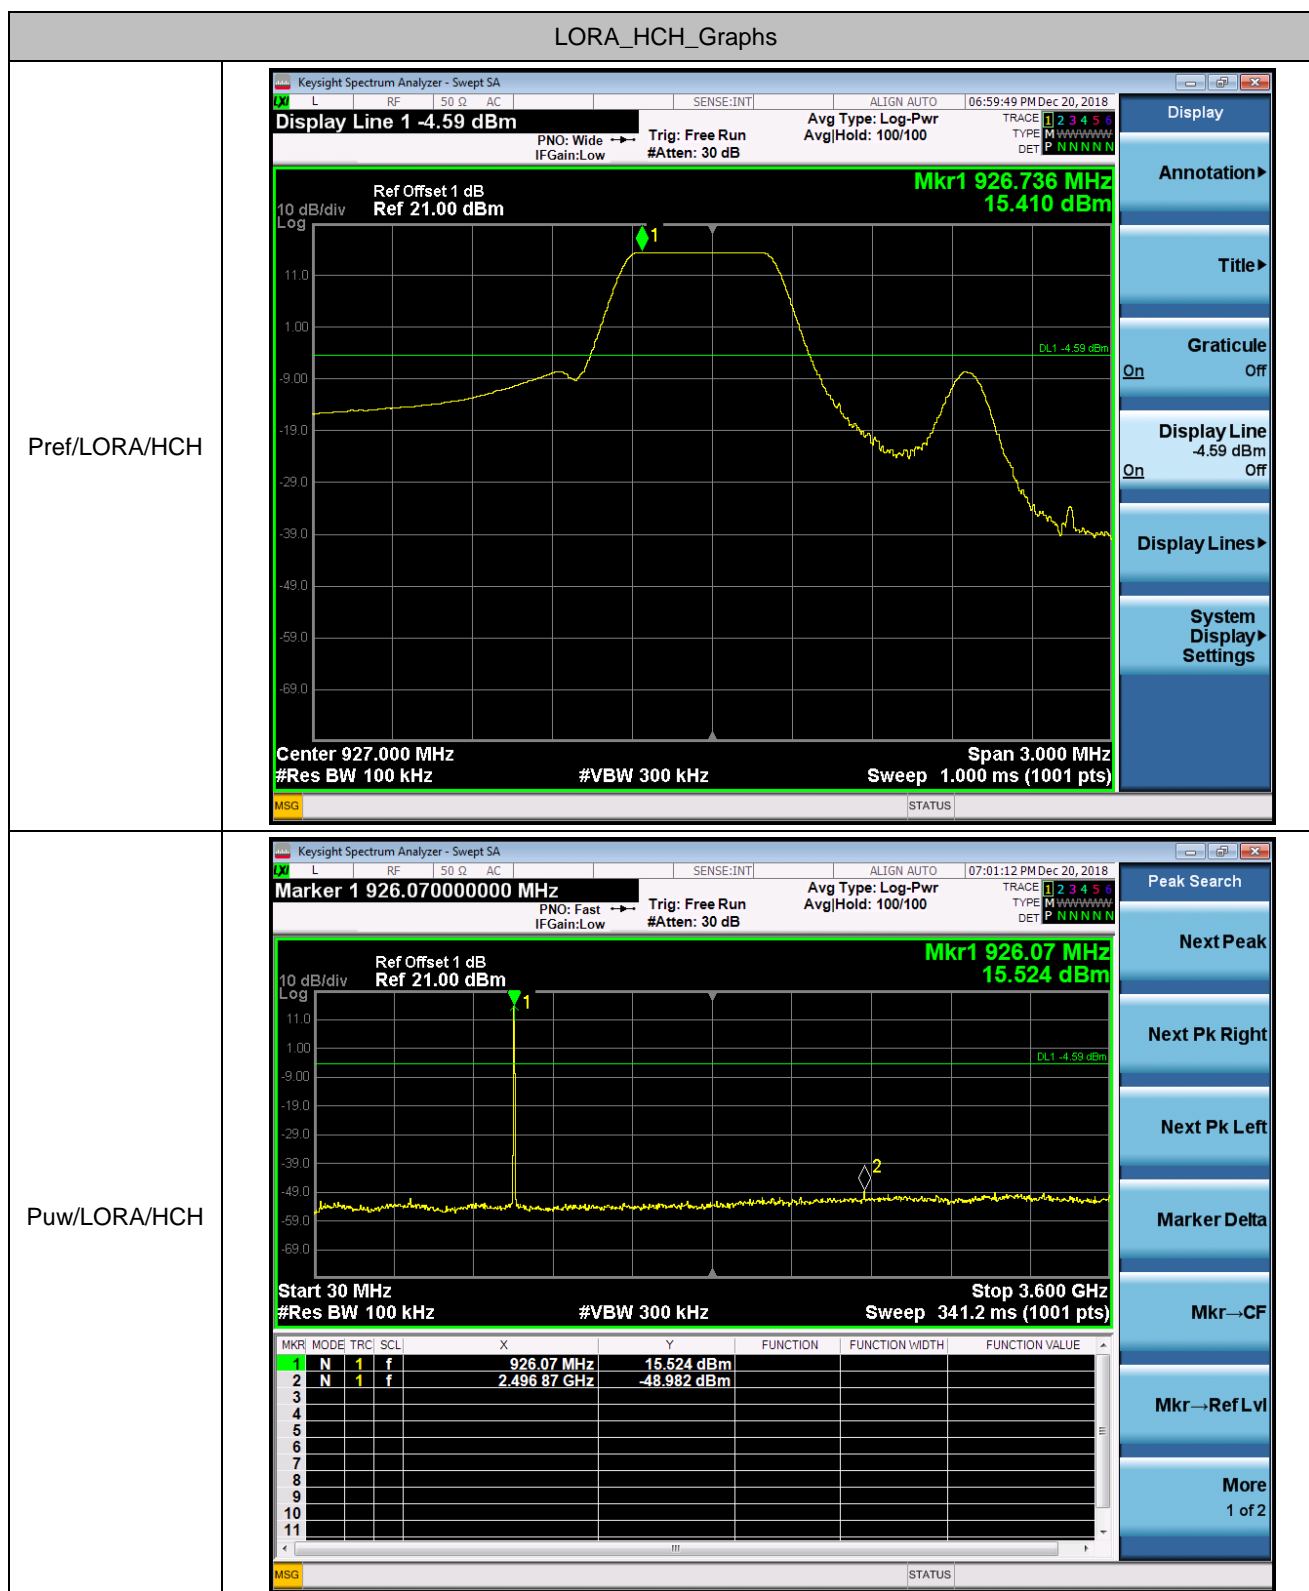 LORA_HCH_Graphs
Pref/LORA/HCH
Keysight Spectrum Analyzer - Swept SA
LXI L RF 50 Ω AC SENSE:INT ALIGN AUTO 06:59:49 PM Dec 20, 2018
Display Line 1 -4.59 dBm
PNO: Wide
IFGain:Low
Trig: Free Run
#Atten: 30 dB
Avg Type: Log-Pwr
Avg|Hold: 100/100
TRACE 1 2 3 4 5 6
TYPE M WWWWW
DET P N N N N N
Mkr1 926.736 MHz
15.410 dBm
Ref Offset 1 dB
10 dB/div Ref 21.00 dBm
Log
1
11.0
1.00
DL1 -4.59 dBm
-9.00
-19.0
-29.0
-39.0
-49.0
-59.0
-69.0
Center 927.000 MHz Span 3.000 MHz
#Res BW 100 kHz #VBW 300 kHz Sweep 1.000 ms (1001 pts)
MSG STATUS
Display
Annotation
Title
Graticule
On Off
Display Line
-4.59 dBm
On Off
Display Lines
System
Display
Settings
Puw/LORA/HCH
Keysight Spectrum Analyzer - Swept SA
LXI L RF 50 Ω AC SENSE:INT ALIGN AUTO 07:01:12 PM Dec 20, 2018
Marker 1 926.070000000 MHz
PNO: Fast
IFGain:Low
Trig: Free Run
#Atten: 30 dB
Avg Type: Log-Pwr
Avg|Hold: 100/100
TRACE 1 2 3 4 5 6
TYPE M WWWWW
DET P N N N N N
Mkr1 926.07 MHz
15.524 dBm
Ref Offset 1 dB
10 dB/div Ref 21.00 dBm
Log
1
11.0
1.00
DL1 -4.59 dBm
-9.00
-19.0
-29.0
-39.0
2
-49.0
-59.0
-69.0
Start 30 MHz Stop 3.600 GHz
#Res BW 100 kHz #VBW 300 kHz Sweep 341.2 ms (1001 pts)
MKR MODE TRC SCL X Y FUNCTION FUNCTION WIDTH FUNCTION VALUE
1 N 1 f 926.07 MHz 15.524 dBm
2 N 1 f 2.496 87 GHz -48.982 dBm
3
4
5
6
7
8
9
10
11
MSG STATUS
Peak Search
Next Peak
Next Pk Right
Next Pk Left
Marker Delta
Mkr→CF
Mkr→Ref Lvl
More
1 of 2